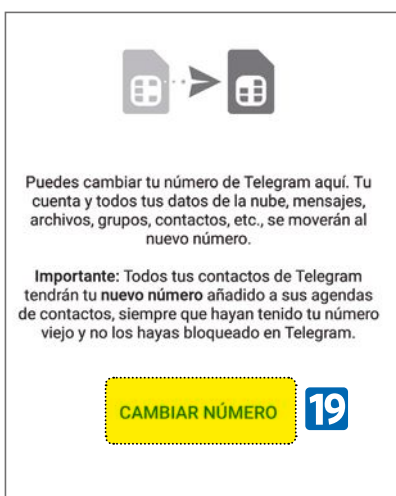 Puedes cambiar tu número de Telegram aquí. Tu
cuenta y todos tus datos de la nube, mensajes,
archivos, grupos, contactos, etc., se moverán al
nuevo número.
Importante: Todos tus contactos de Telegram
tendrán tu nuevo número añadido a sus agendas
de contactos, siempre que hayan tenido tu número
viejo y no los hayas bloqueado en Telegram.
CAMBIAR NÚMERO 19